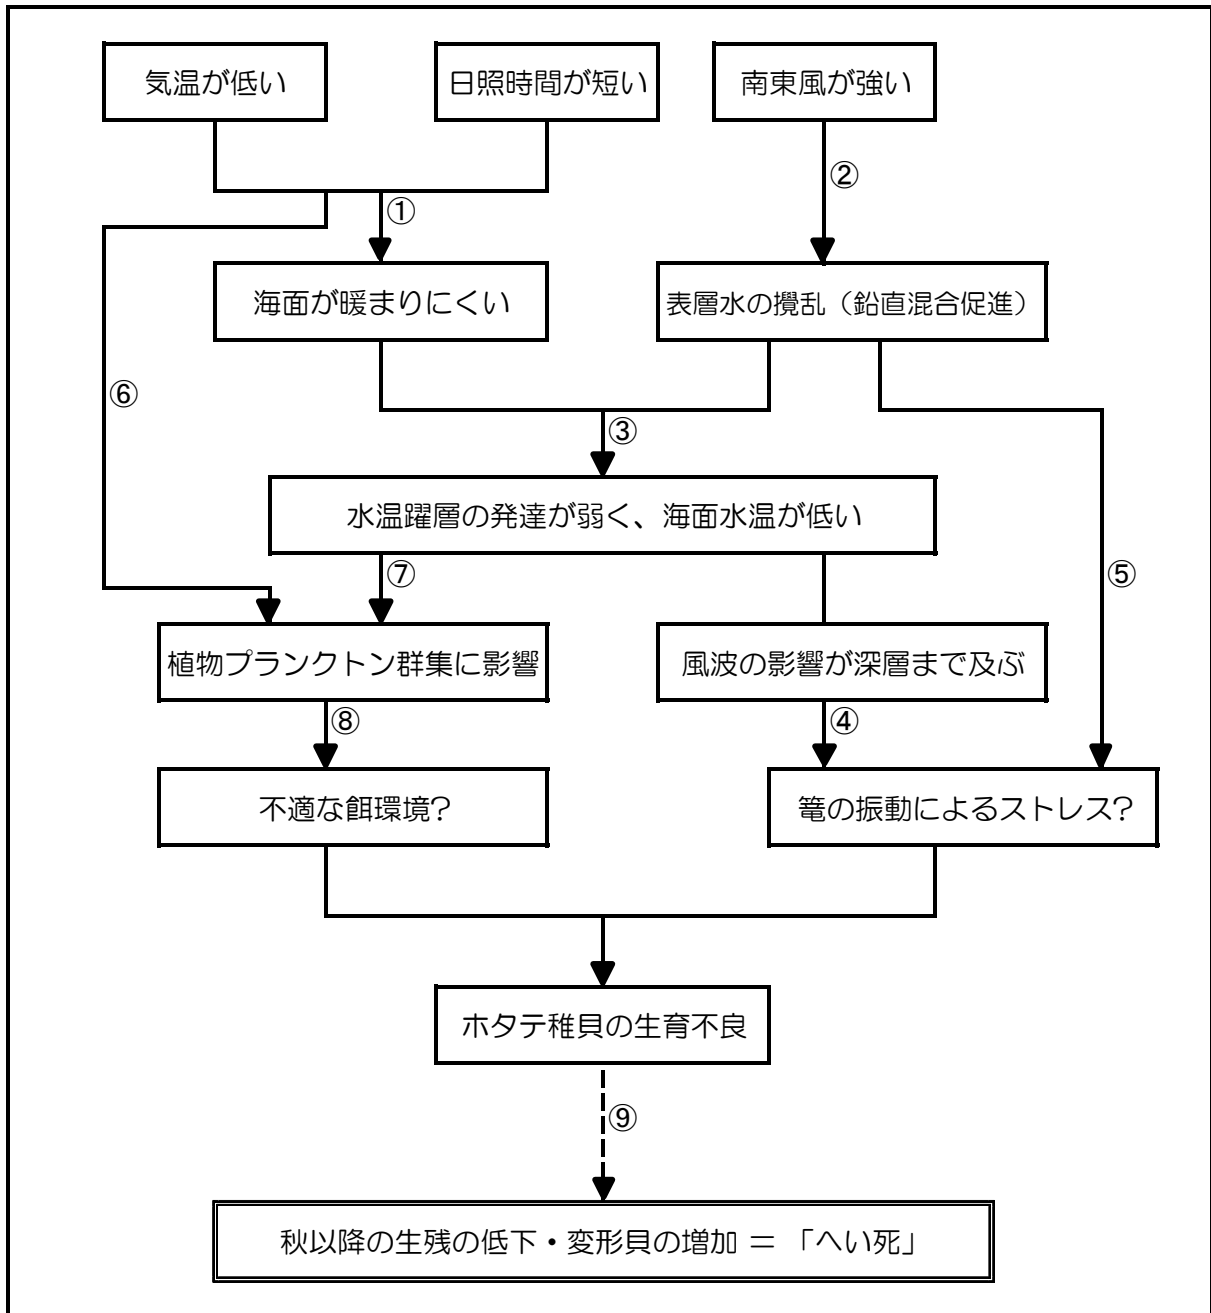 気温が低い
日照時間が短い
南東風が強い
②
①
海面が暖まりにくい
表層水の攪乱（鉛直混合促進）
⑥
③
水温躍層の発達が弱く、海面水温が低い
⑦
⑤
植物プランクトン群集に影響
風波の影響が深層まで及ぶ
⑧
④
不適な餌環境?
篭の振動によるストレス?
ホタテ稚貝の生育不良
⑨
秋以降の生残の低下・変形貝の増加 ＝ 「へい死」